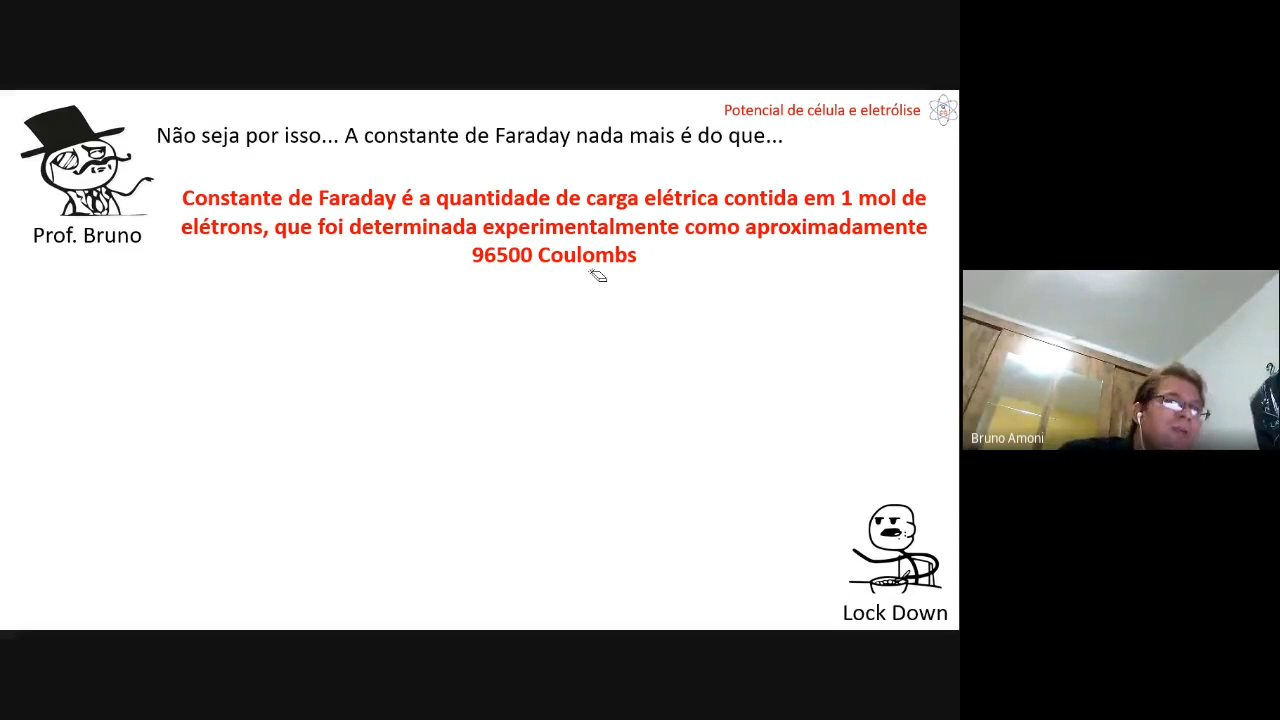 Potencial de célula e eletrólise
Não seja por isso... A constante de Faraday nada mais é do que...
Constante de Faraday é a quantidade de carga elétrica contida em 1 mol de
elétrons, que foi determinada experimentalmente como aproximadamente
96500 Coulombs
Prof. Bruno
Bruno Amoni
Lock Down